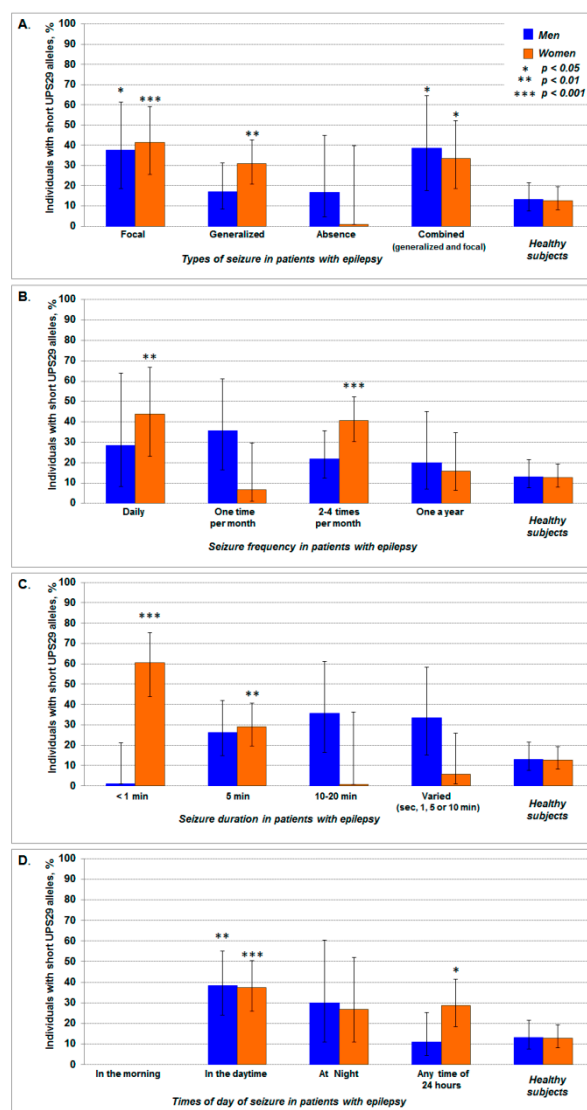 A.
Individuals with short UPS29 alleles, %
100
90
80
70
60
50
40
30
20
10
0
Men
Women
* p < 0.05
** p < 0.01
*** p < 0.001
* *** ** * *
Focal Generalized Absence Combined
(generalized and focal)
Healthy
subjects
Types of seizure in patients with epilepsy
B.
Individuals with short UPS29 alleles, %
100
90
80
70
60
50
40
30
20
10
0
** ***
Daily One time
per month
2-4 times
per month
One a year
Healthy
subjects
Seizure frequency in patients with epilepsy
C.
Individuals with short UPS29 alleles, %
100
90
80
70
60
50
40
30
20
10
0
*** **
< 1 min 5 min 10-20 min Varied
(sec, 1, 5 or 10 min)
Healthy
subjects
Seizure duration in patients with epilepsy
D.
Individuals with short UPS29 alleles, %
100
90
80
70
60
50
40
30
20
10
0
** *** *
In the morning In the daytime At Night Any time of
24 hours
Healthy
subjects
Times of day of seizure in patients with epilepsy